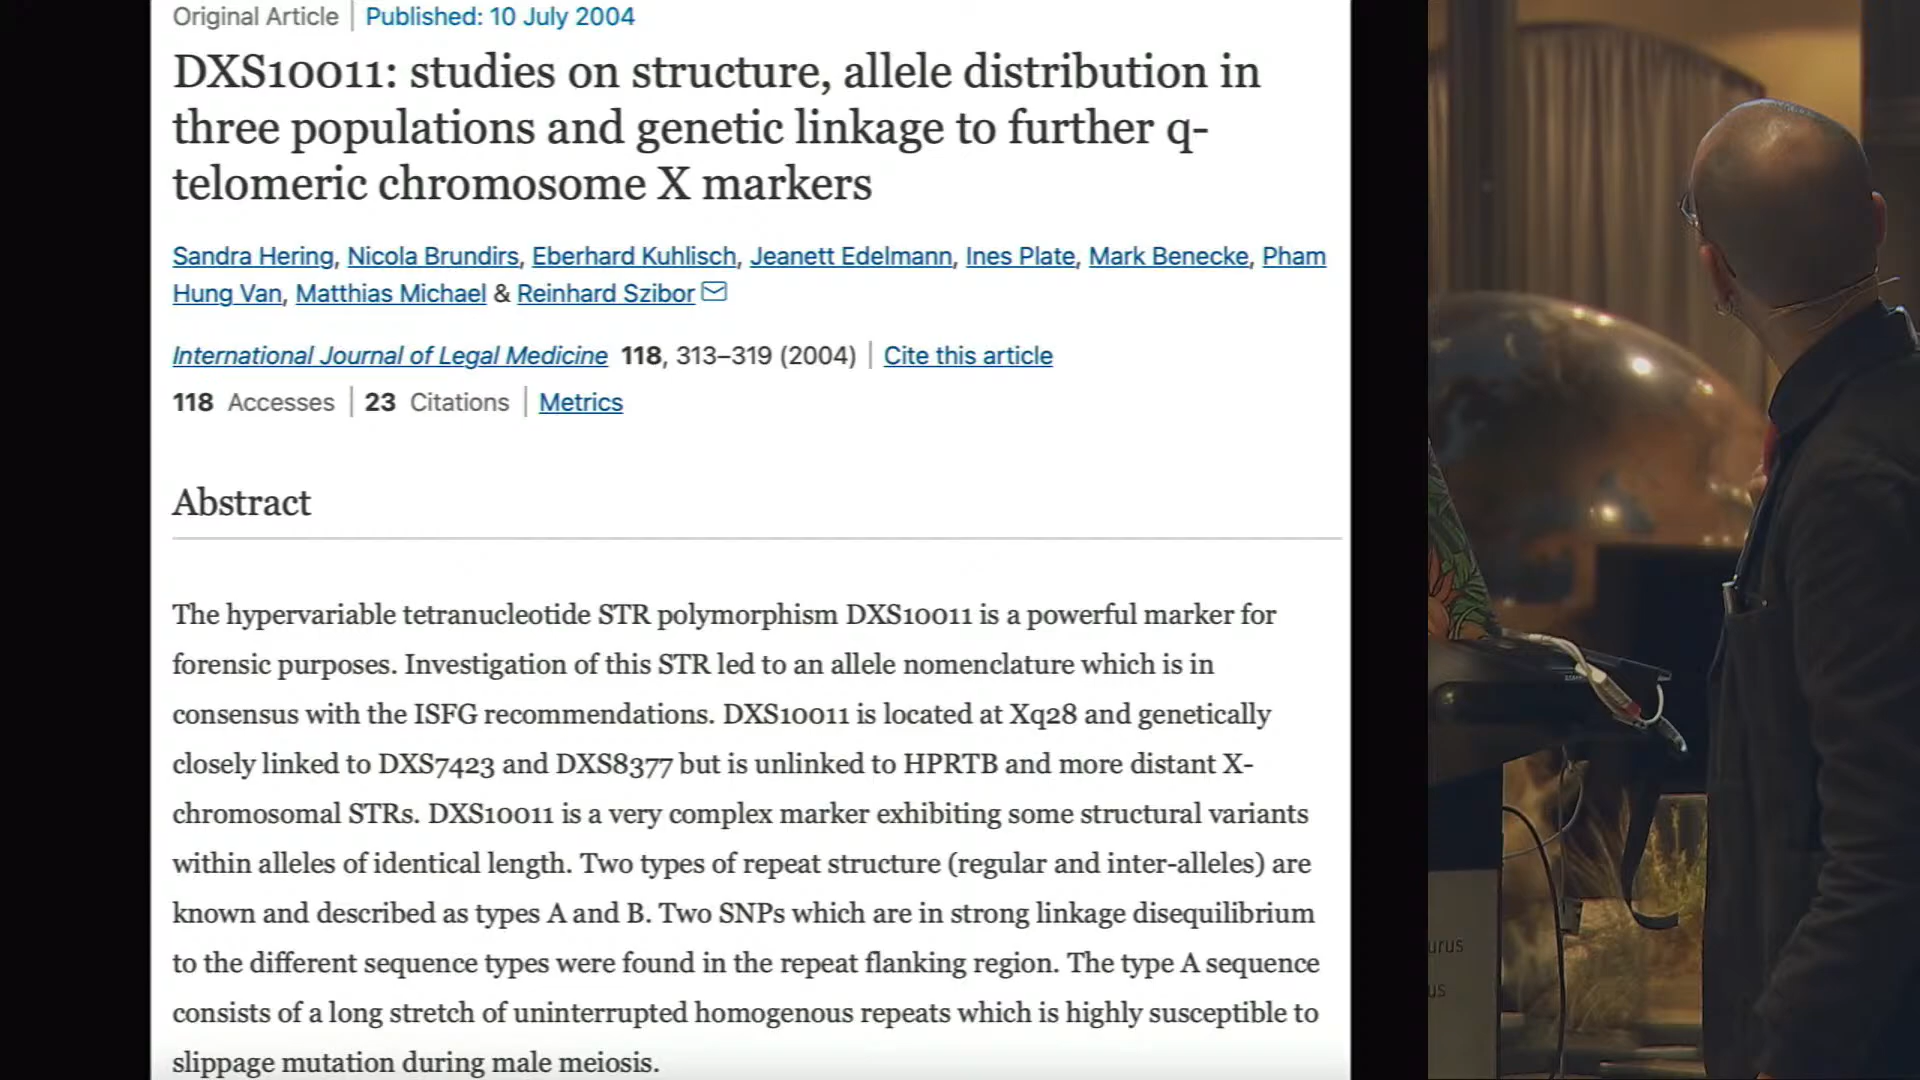 Original Article | Published: 10 July 2004
DXS10011: studies on structure, allele distribution in
three populations and genetic linkage to further q-
telomeric chromosome X markers
Sandra Hering, Nicola Brundirs, Eberhard Kuhlisch, Jeanett Edelmann, Ines Plate, Mark Benecke, Pham
Hung Van, Matthias Michael & Reinhard Szibor
International Journal of Legal Medicine 118, 313–319 (2004) | Cite this article
118 Accesses | 23 Citations | Metrics
Abstract
The hypervariable tetranucleotide STR polymorphism DXS10011 is a powerful marker for
forensic purposes. Investigation of this STR led to an allele nomenclature which is in
consensus with the ISFG recommendations. DXS10011 is located at Xq28 and genetically
closely linked to DXS7423 and DXS8377 but is unlinked to HPRTB and more distant X-
chromosomal STRs. DXS10011 is a very complex marker exhibiting some structural variants
within alleles of identical length. Two types of repeat structure (regular and inter-alleles) are
known and described as types A and B. Two SNPs which are in strong linkage disequilibrium
to the different sequence types were found in the repeat flanking region. The type A sequence
consists of a long stretch of uninterrupted homogenous repeats which is highly susceptible to
slippage mutation during male meiosis.
urus
us